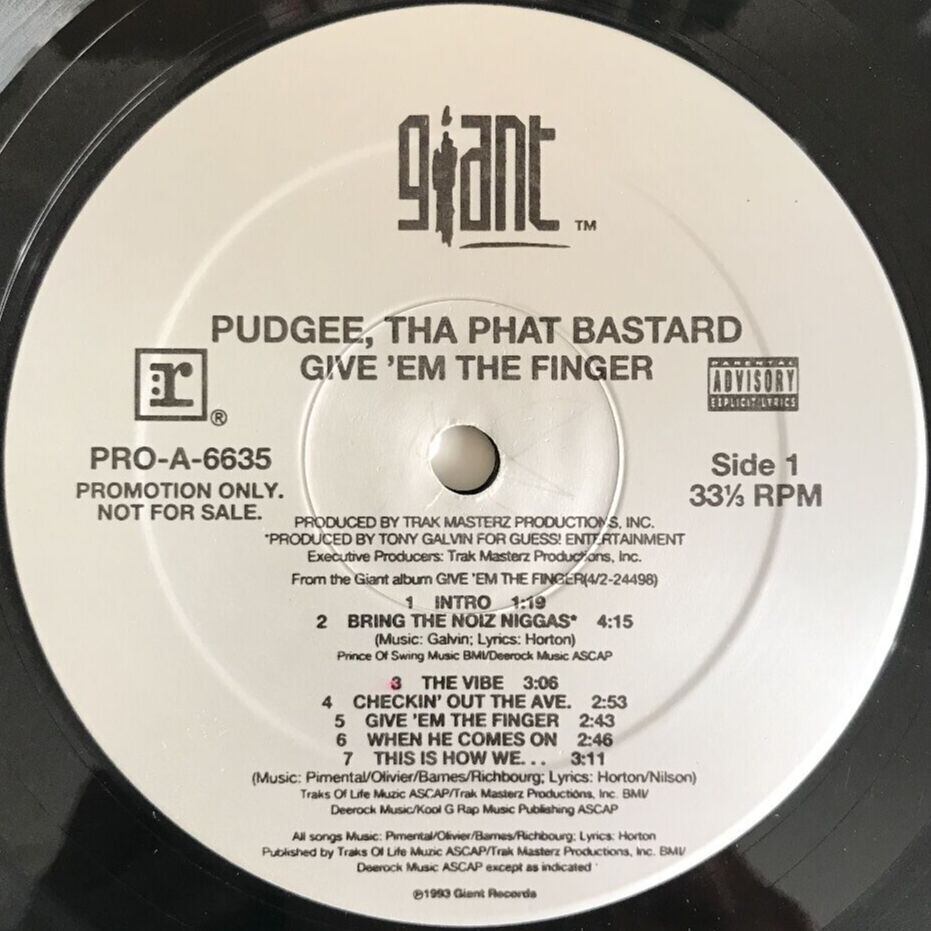 giant TM
PUDGEE, THA PHAT BASTARD
GIVE 'EM THE FINGER
r ®
PARENTAL
ADVISORY
EXPLICIT LYRICS
PRO-A-6635
PROMOTION ONLY.
NOT FOR SALE.
Side 1
33⅓ RPM
PRODUCED BY TRAK MASTERZ PRODUCTIONS, INC.
*PRODUCED BY TONY GALVIN FOR GUESS! ENTERTAINMENT
Executive Producers: Trak Masterz Productions, Inc.
From the Giant album GIVE 'EM THE FINGER(4/2-24498)
1 INTRO 1:19
2 BRING THE NOIZ NIGGAS* 4:15
(Music: Galvin; Lyrics: Horton)
Prince Of Swing Music BMI/Deerock Music ASCAP
3 THE VIBE 3:06
4 CHECKIN' OUT THE AVE. 2:53
5 GIVE 'EM THE FINGER 2:43
6 WHEN HE COMES ON 2:46
7 THIS IS HOW WE... 3:11
(Music: Pimental/Olivier/Barnes/Richbourg; Lyrics: Horton/Nilson)
Traks Of Life Muzic ASCAP/Trak Masterz Productions, Inc. BMI/
Deerock Music/Kool G Rap Music Publishing ASCAP
All songs Music: Pimental/Olivier/Barnes/Richbourg; Lyrics: Horton
Published by Traks Of Life Muzic ASCAP/Trak Masterz Productions, Inc. BMI/
Deerock Music ASCAP except as indicated
℗1993 Giant Records